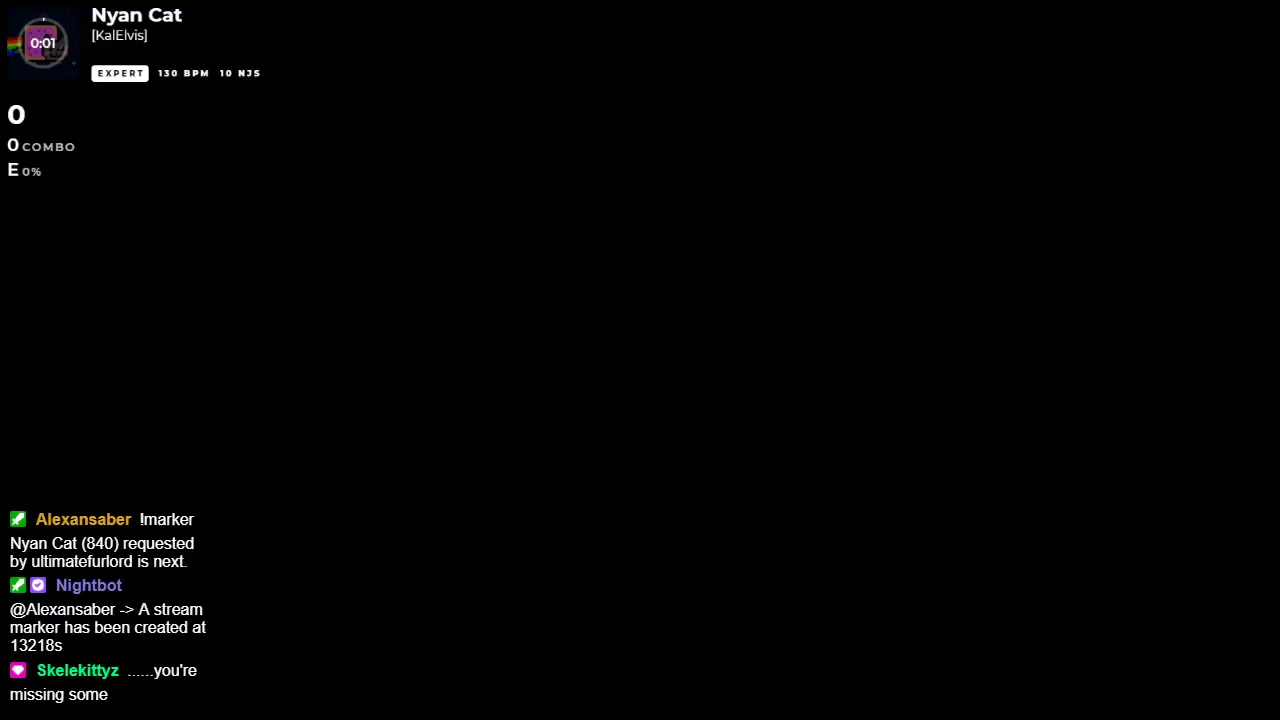 Nyan Cat
[KalElvis]
0:01
EXPERT 130 BPM 10 NJS
0
0 COMBO
E 0%
Alexansaber !marker
Nyan Cat (840) requested
by ultimatefurlord is next.
Nightbot
@Alexansaber -> A stream
marker has been created at
13218s
Skelekittyz ......you're
missing some